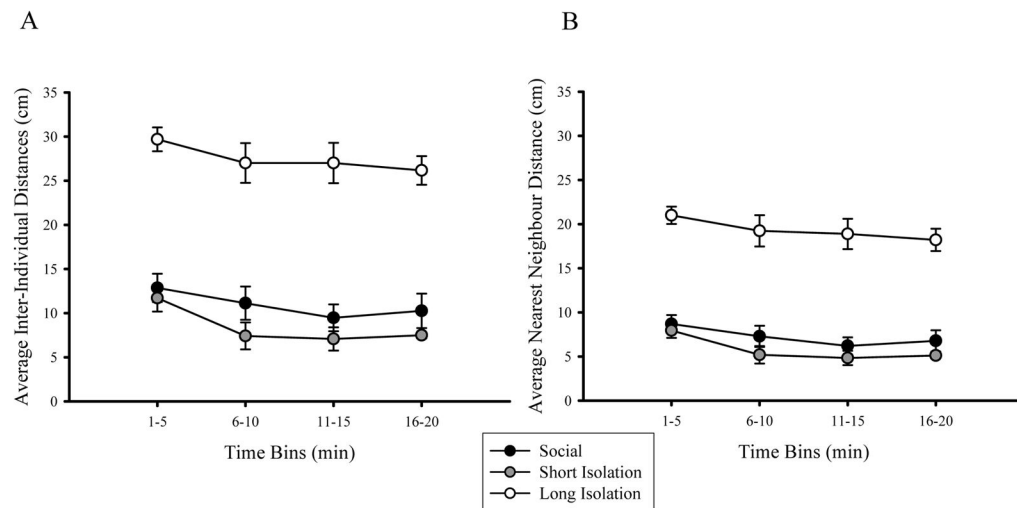 A
Average Inter-Individual Distances (cm)
35
30
25
20
15
10
5
0
1-5 6-10 11-15 16-20
Time Bins (min)
B
Average Nearest Neighbour Distance (cm)
35
30
25
20
15
10
5
0
1-5 6-10 11-15 16-20
Time Bins (min)
Social
Short Isolation
Long Isolation